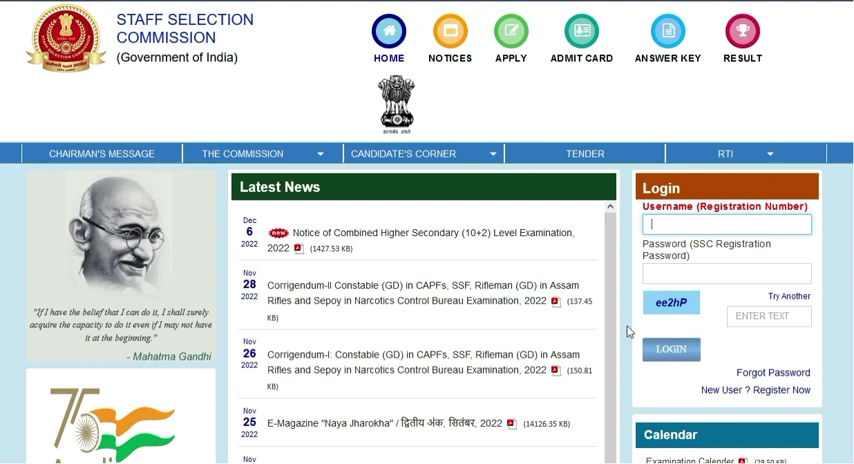 STAFF SELECTION
COMMISSION
(Government of India)
HOME
NOTICES
APPLY
ADMIT CARD
ANSWER KEY
RESULT
CHAIRMAN'S MESSAGE
THE COMMISSION
CANDIDATE'S CORNER
TENDER
RTI
"If I have the belief that I can do it, I shall surely
acquire the capacity to do it even if I may not have
it at the beginning."
- Mahatma Gandhi
75
Latest News
Dec
6
2022
new Notice of Combined Higher Secondary (10+2) Level Examination,
2022 (1427.53 KB)
Nov
28
2022
Corrigendum-II Constable (GD) in CAPFs, SSF, Rifleman (GD) in Assam
Rifles and Sepoy in Narcotics Control Bureau Examination, 2022 (137.45
KB)
Nov
26
2022
Corrigendum-I: Constable (GD) in CAPFs, SSF, Rifleman (GD) in Assam
Rifles and Sepoy in Narcotics Control Bureau Examination, 2022 (150.81
KB)
Nov
25
2022
E-Magazine "Naya Jharokha" / द्वितीय अंक, सितंबर, 2022 (14126.35 KB)
Nov
Login
Username (Registration Number)
Password (SSC Registration
Password)
ee2hP
Try Another
ENTER TEXT
LOGIN
Forgot Password
New User ? Register Now
Calendar
Examination Calender (29.50 KB)